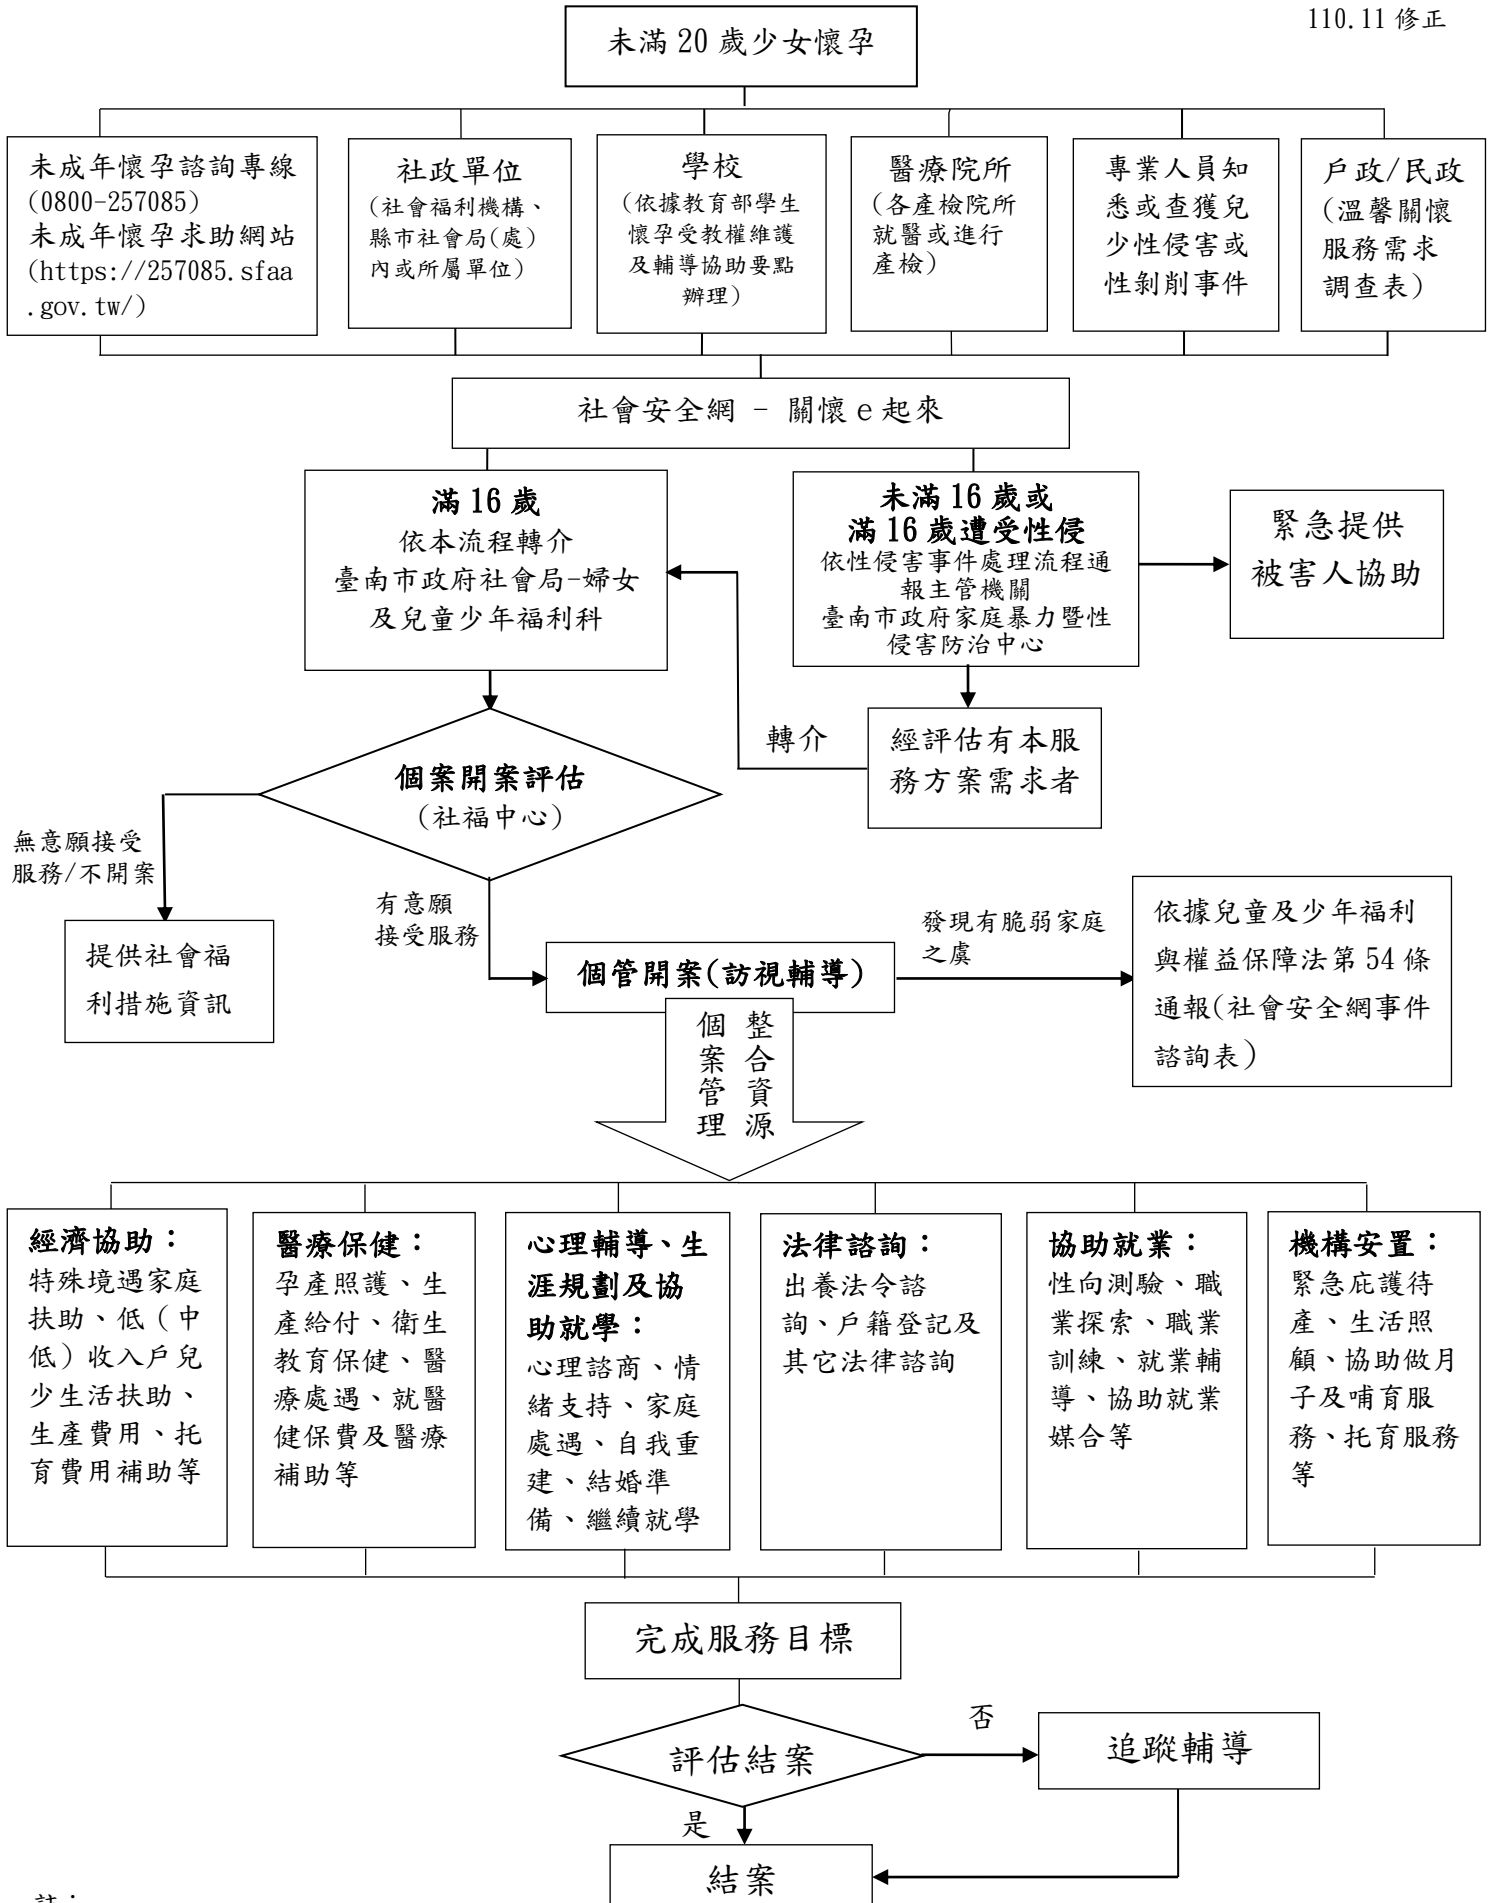 110.11 修正
未滿 20 歲少女懷孕
未成年懷孕諮詢專線
(0800-257085)
未成年懷孕求助網站
(https://257085.sfaa
.gov.tw/)
社政單位
(社會福利機構、
縣市社會局(處)
內或所屬單位)
學校
(依據教育部學生
懷孕受教權維護
及輔導協助要點
辦理)
醫療院所
(各產檢院所
就醫或進行
產檢)
專業人員知
悉或查獲兒
少性侵害或
性剝削事件
戶政/民政
(溫馨關懷
服務需求
調查表)
社會安全網 - 關懷 e 起來
滿 16 歲
依本流程轉介
臺南市政府社會局-婦女
及兒童少年福利科
未滿 16 歲或
滿 16 歲遭受性侵
依性侵害事件處理流程通
報主管機關
臺南市政府家庭暴力暨性
侵害防治中心
緊急提供
被害人協助
轉介
經評估有本服
務方案需求者
個案開案評估
(社福中心)
無意願接受
服務/不開案
提供社會福
利措施資訊
有意願
接受服務
個管開案(訪視輔導)
發現有脆弱家庭
之虞
依據兒童及少年福利
與權益保障法第 54 條
通報(社會安全網事件
諮詢表)
整合資源
個案管理
經濟協助：
特殊境遇家庭
扶助、低（中
低）收入戶兒
少生活扶助、
生產費用、托
育費用補助等
醫療保健：
孕產照護、生
產給付、衛生
教育保健、醫
療處遇、就醫
健保費及醫療
補助等
心理輔導、生
涯規劃及協
助就學：
心理諮商、情
緒支持、家庭
處遇、自我重
建、結婚準
備、繼續就學
法律諮詢：
出養法令諮
詢、戶籍登記及
其它法律諮詢
協助就業：
性向測驗、職
業探索、職業
訓練、就業輔
導、協助就業
媒合等
機構安置：
緊急庇護待
產、生活照
顧、協助做月
子及哺育服
務、托育服務
等
完成服務目標
評估結案
否
追蹤輔導
是
結案
註：